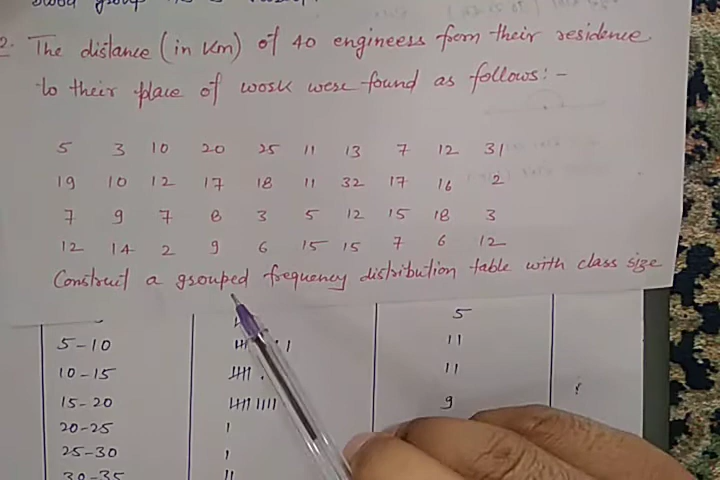 2. The distance (in Km) of 40 engineers from their residence
to their place of work were found as follows:-
5 3 10 20 25 11 13 7 12 31
19 10 12 17 18 11 32 17 16 2
7 9 7 8 3 5 12 15 18 3
12 14 2 9 6 15 15 7 6 12
Construct a grouped frequency distribution table with class size
5
5-10 11
10-15 11
15-20 9
20-25
25-30
30-35